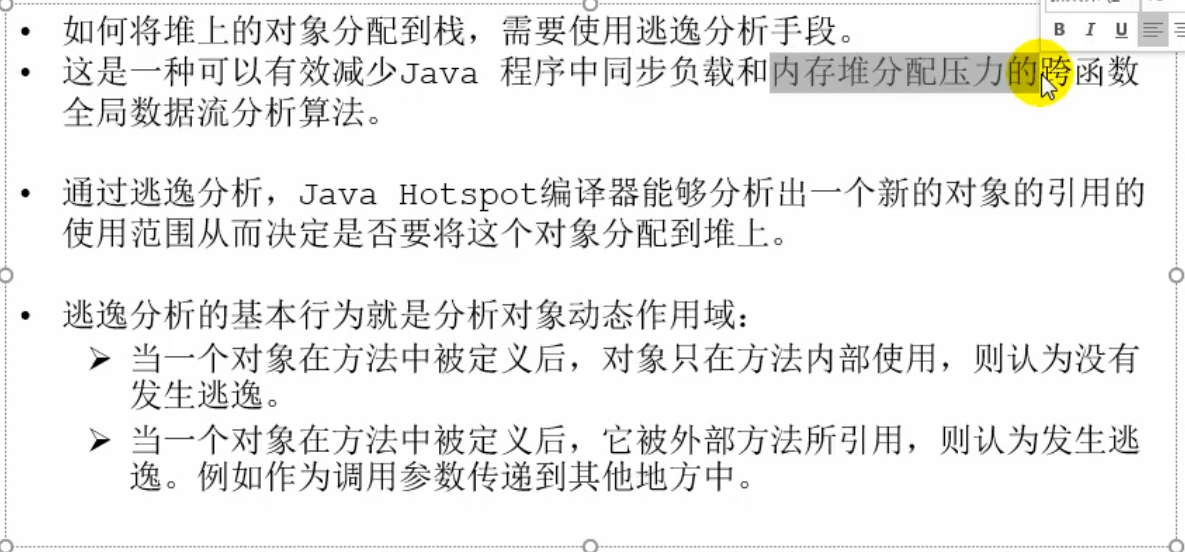 B I U
• 如何将堆上的对象分配到栈，需要使用逃逸分析手段。
• 这是一种可以有效减少Java 程序中同步负载和内存堆分配压力的跨函数
全局数据流分析算法。
• 通过逃逸分析，Java Hotspot编译器能够分析出一个新的对象的引用的
使用范围从而决定是否要将这个对象分配到堆上。
• 逃逸分析的基本行为就是分析对象动态作用域：
➢ 当一个对象在方法中被定义后，对象只在方法内部使用，则认为没有
发生逃逸。
➢ 当一个对象在方法中被定义后，它被外部方法所引用，则认为发生逃
逸。例如作为调用参数传递到其他地方中。